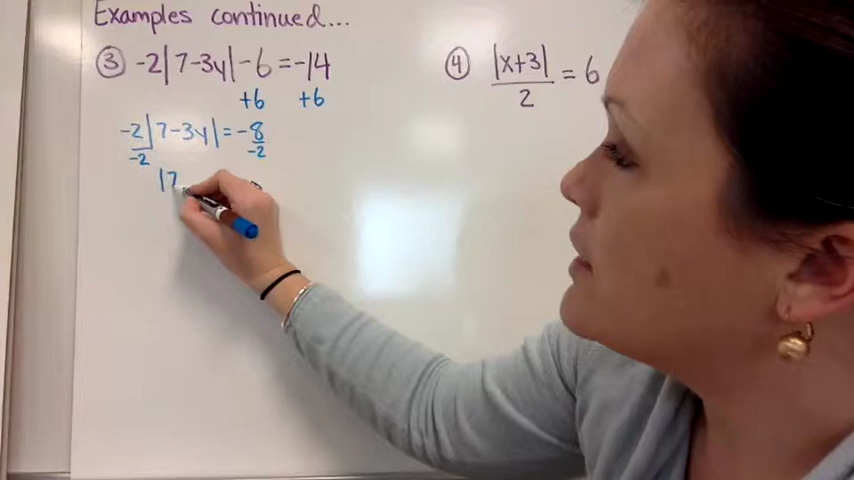 Examples continued...
③ -2|7-3y|-6=-14
+6 +6
-2|7-3y|=-8
-2 -2
|7
④ |x+3| = 6
2